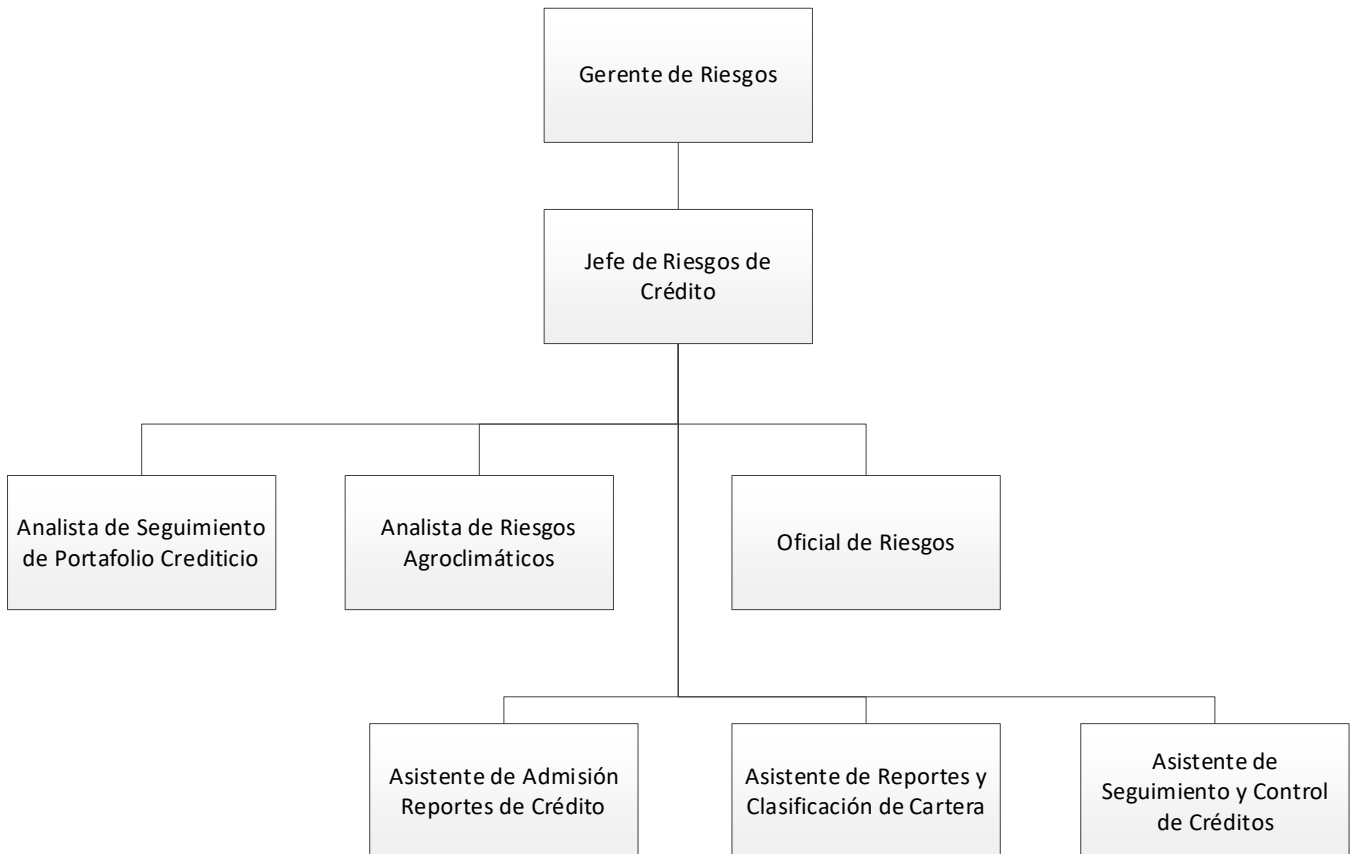 Gerente de Riesgos
Jefe de Riesgos de
Crédito
Analista de Seguimiento
de Portafolio Crediticio
Analista de Riesgos
Agroclimáticos
Oficial de Riesgos
Asistente de Admisión
Reportes de Crédito
Asistente de Reportes y
Clasificación de Cartera
Asistente de
Seguimiento y Control
de Créditos